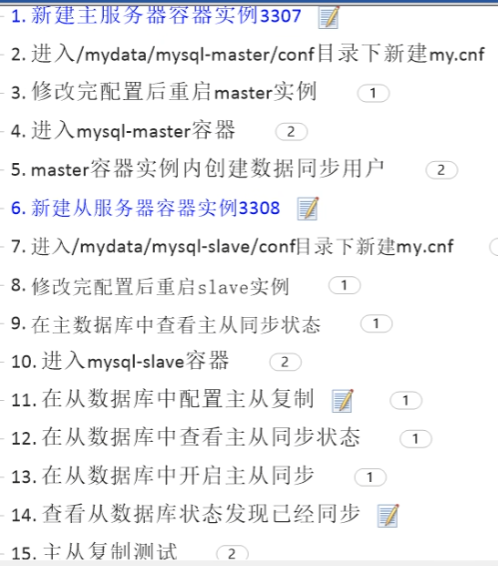 1. 新建主服务器容器实例3307
2. 进入/mydata/mysql-master/conf目录下新建my.cnf
3. 修改完配置后重启master实例 1
4. 进入mysql-master容器 2
5. master容器实例内创建数据同步用户 2
6. 新建从服务器容器实例3308
7. 进入/mydata/mysql-slave/conf目录下新建my.cnf
8. 修改完配置后重启slave实例 1
9. 在主数据库中查看主从同步状态 1
10. 进入mysql-slave容器 2
11. 在从数据库中配置主从复制 1
12. 在从数据库中查看主从同步状态 1
13. 在从数据库中开启主从同步 1
14. 查看从数据库状态发现已经同步
15. 主从复制测试 2